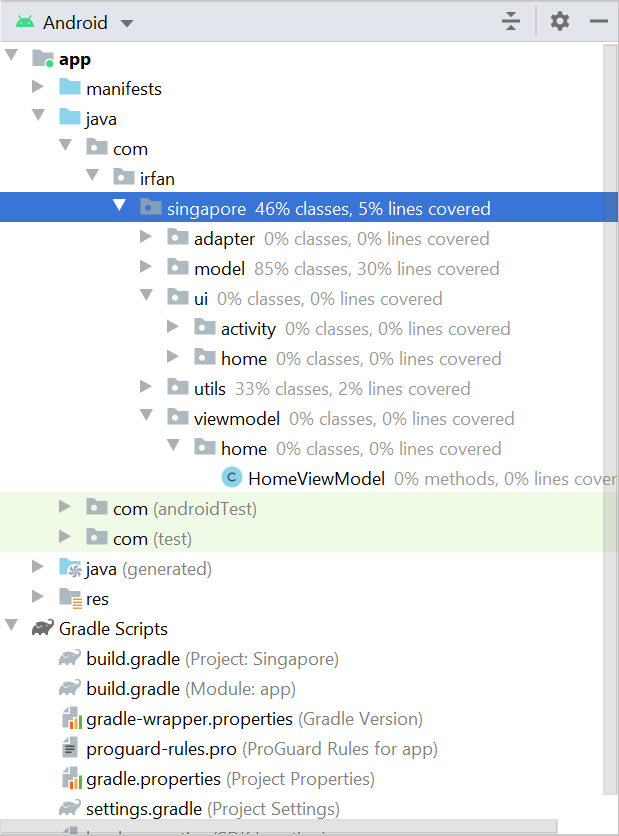 Android
app
manifests
java
com
irfan
singapore 46% classes, 5% lines covered
adapter 0% classes, 0% lines covered
model 85% classes, 30% lines covered
ui 0% classes, 0% lines covered
activity 0% classes, 0% lines covered
home 0% classes, 0% lines covered
utils 33% classes, 2% lines covered
viewmodel 0% classes, 0% lines covered
home 0% classes, 0% lines covered
C HomeViewModel 0% methods, 0% lines cover
com (androidTest)
com (test)
java (generated)
res
Gradle Scripts
build.gradle (Project: Singapore)
build.gradle (Module: app)
gradle-wrapper.properties (Gradle Version)
proguard-rules.pro (ProGuard Rules for app)
gradle.properties (Project Properties)
settings.gradle (Project Settings)